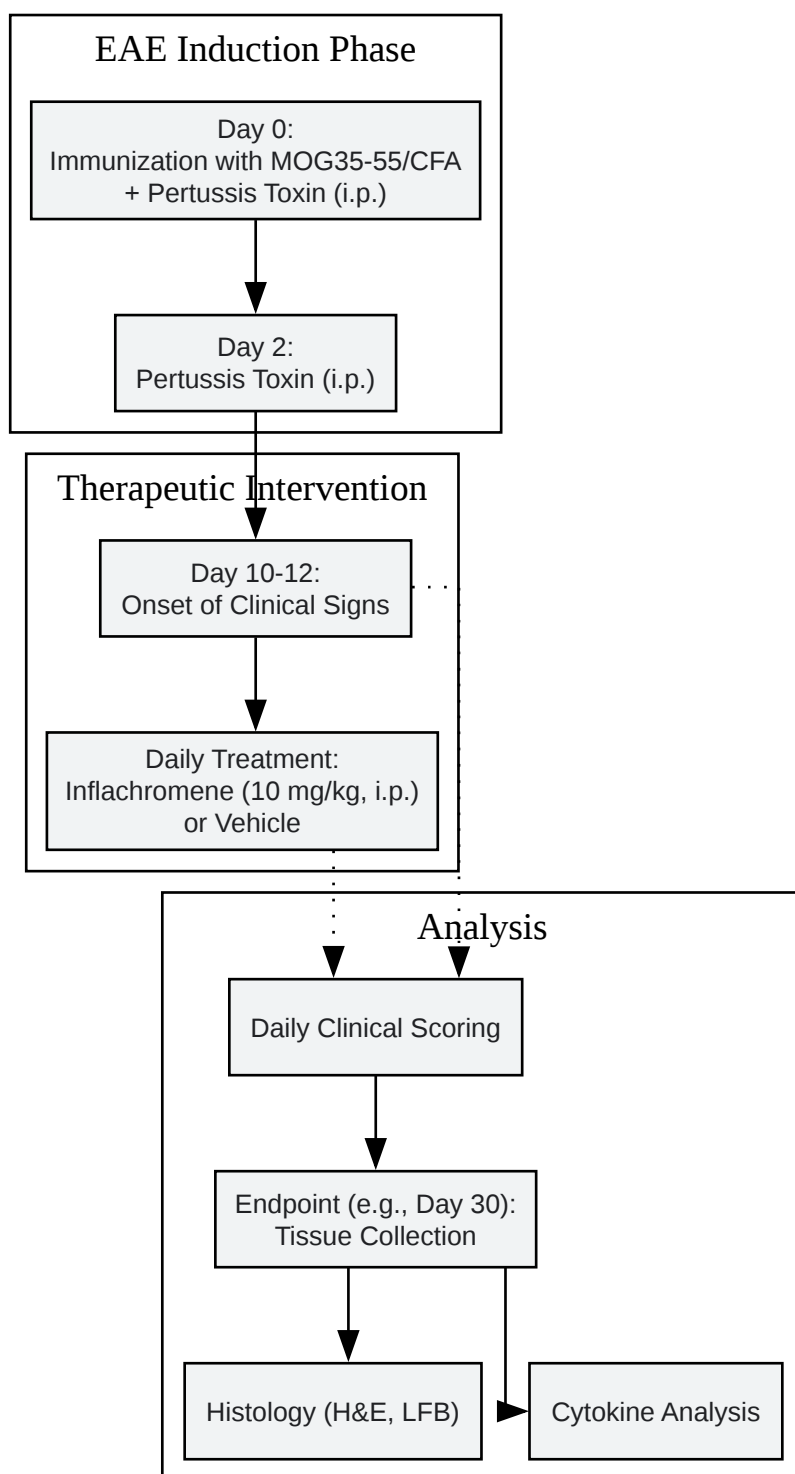 EAE Induction Phase
Day 0:
Immunization with MOG35-55/CFA
+ Pertussis Toxin (i.p.)
Day 2:
Pertussis Toxin (i.p.)
Therapeutic Intervention
Day 10-12:
Onset of Clinical Signs
Daily Treatment:
Inflachromene (10 mg/kg, i.p.)
or Vehicle
Analysis
Daily Clinical Scoring
Endpoint (e.g., Day 30):
Tissue Collection
Histology (H&E, LFB)
Cytokine Analysis